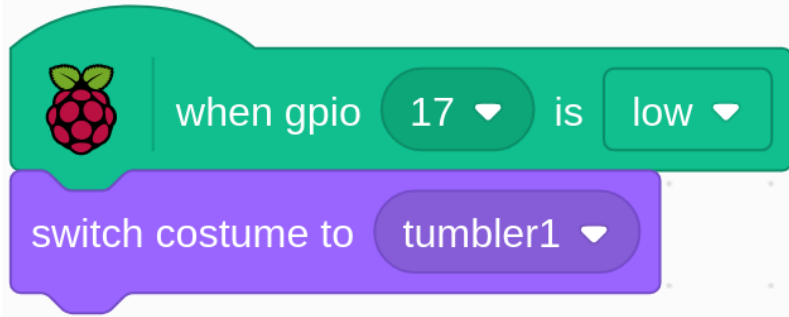 when gpio 17 is low
switch costume to tumbler1